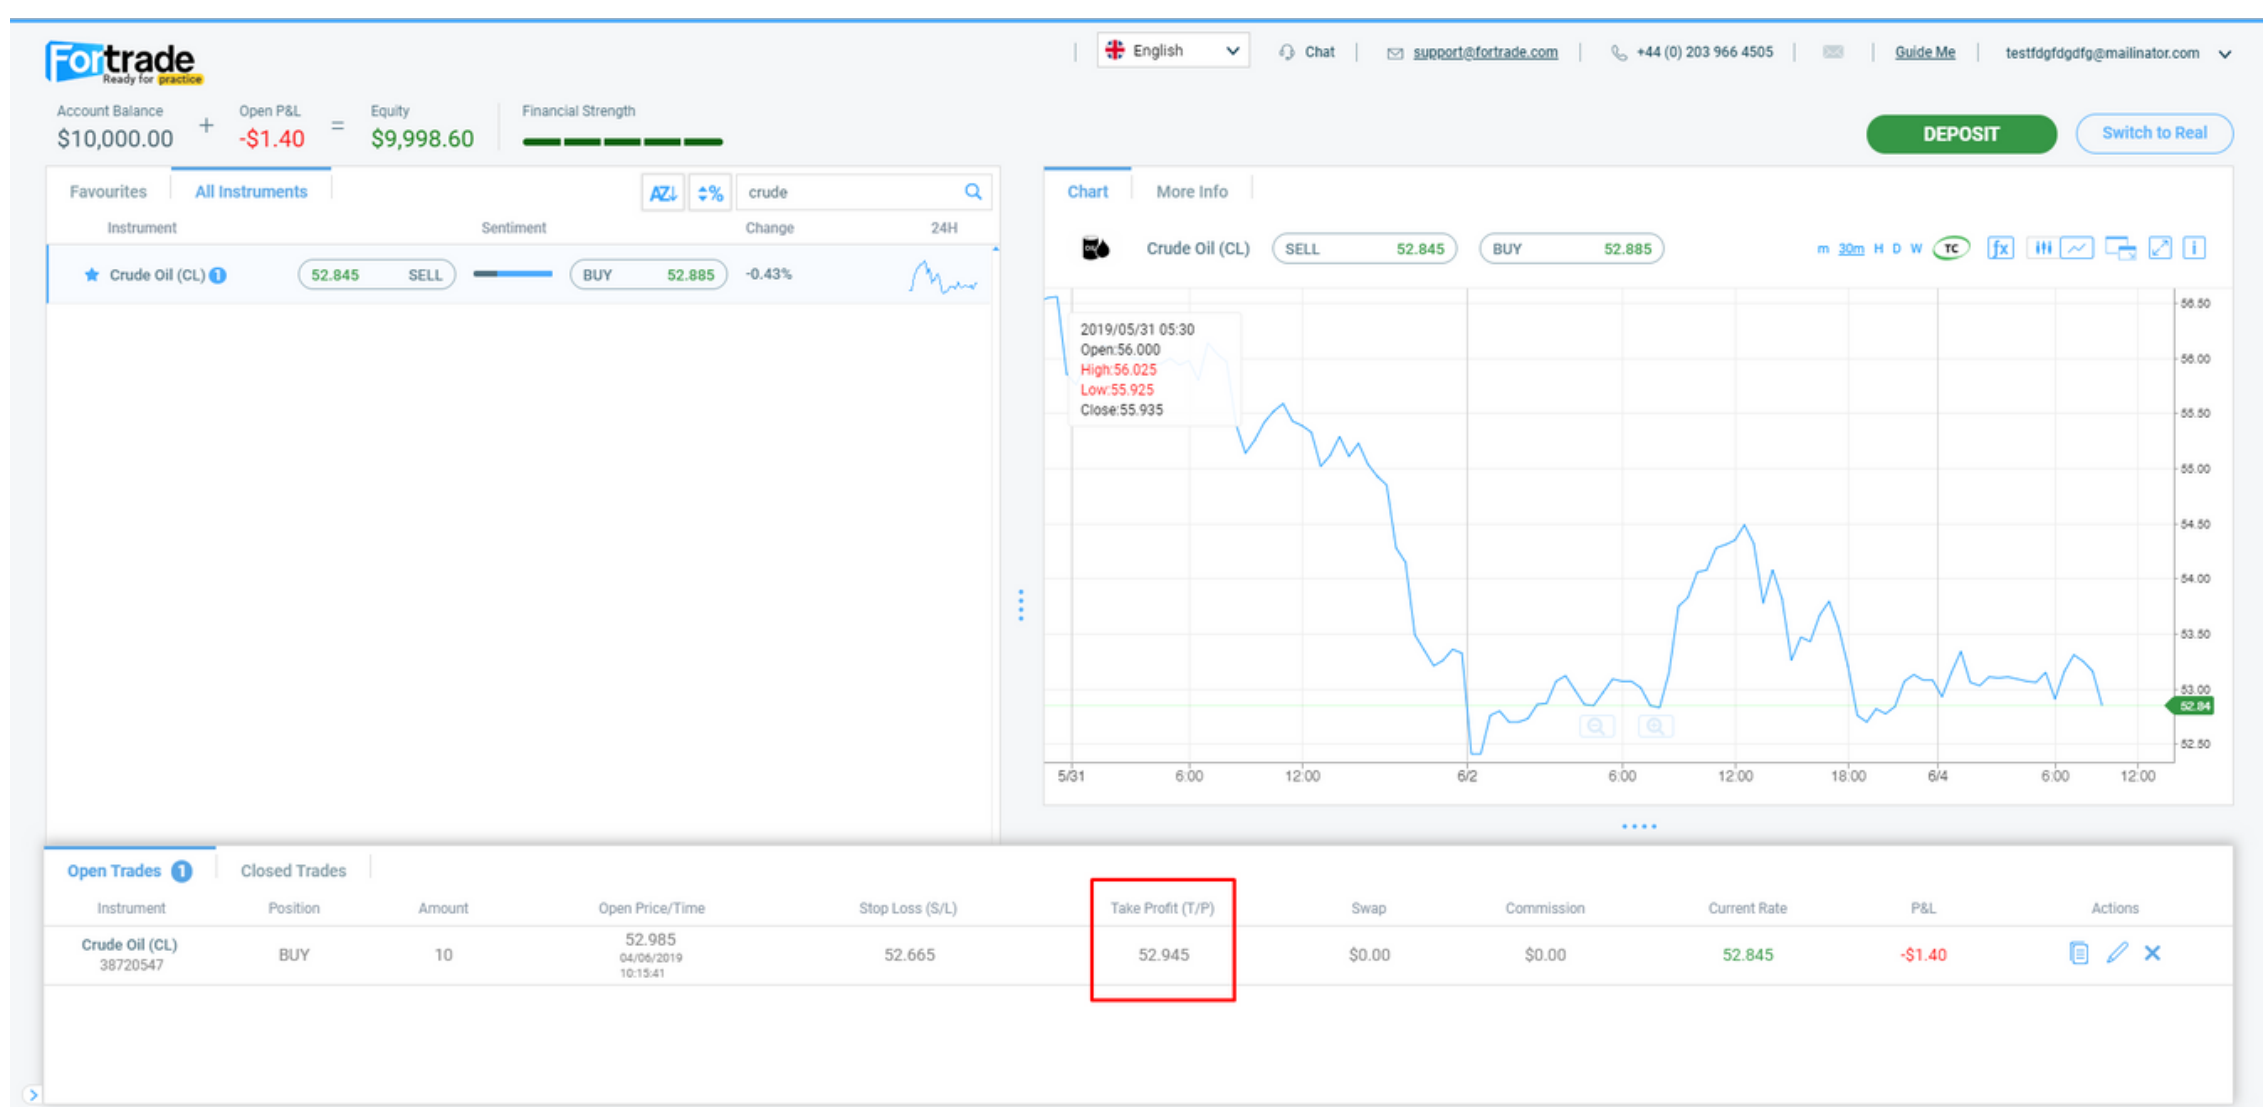 Fortrade
Ready for practice
English
Chat
support@fortrade.com
+44 (0) 203 966 4505
Guide Me
testfdgfdgdfg@mailinator.com
Account Balance
$10,000.00
+
Open P&L
-$1.40
=
Equity
$9,998.60
Financial Strength
DEPOSIT
Switch to Real
Favourites
All Instruments
AZ↓
%
crude
Instrument Sentiment Change 24H
Crude Oil (CL) 1 52.845 SELL BUY 52.885 -0.43%
Chart
More Info
OIL
Crude Oil (CL) SELL 52.845 BUY 52.885
m 30m H D W TC fx i
2019/05/31 05:30
Open:56.000
High:56.025
Low:55.925
Close:55.935
56.50
56.00
55.50
55.00
54.50
54.00
53.50
53.00
52.84
52.50
5/31 6:00 12:00 6/2 6:00 12:00 18:00 6/4 6:00 12:00
Open Trades 1
Closed Trades
Instrument Position Amount Open Price/Time Stop Loss (S/L) Take Profit (T/P) Swap Commission Current Rate P&L Actions
Crude Oil (CL)
38720547
BUY
10
52.985
04/06/2019
10:15:41
52.665
52.945
$0.00
$0.00
52.845
-$1.40